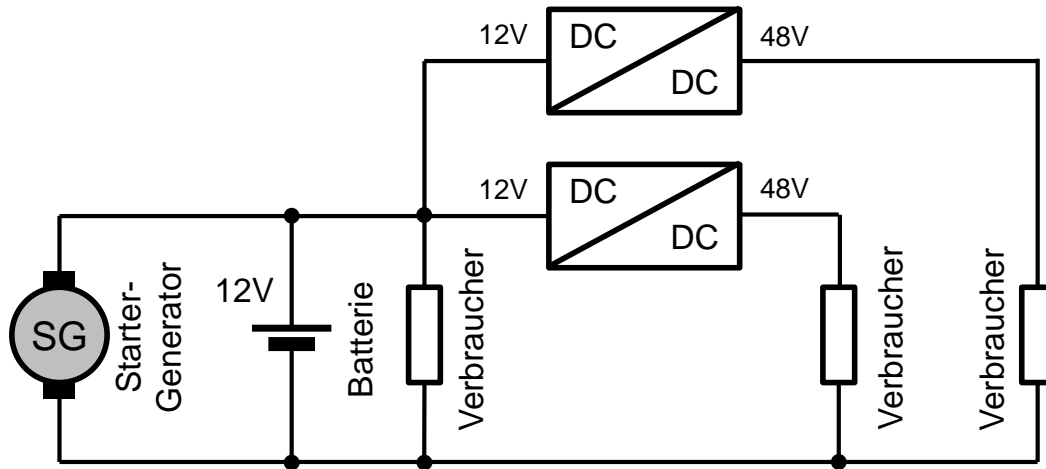 12V
DC
DC
48V
12V
DC
DC
48V
SG
Starter-
Generator
12V
Batterie
Verbraucher
Verbraucher
Verbraucher